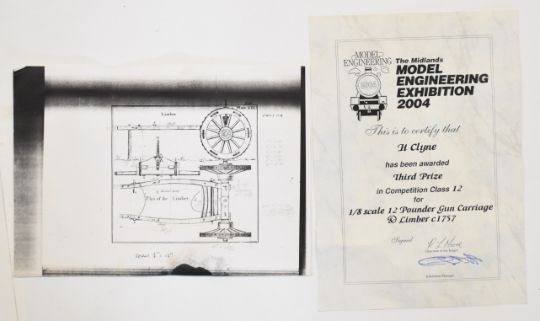 Limber
Plan of the Limber
MODEL
ENGINEERING
The Midlands
MODEL
ENGINEERING
EXHIBITION
2004
This is to certify that
H Clyne
has been awarded
Third Prize
in Competition Class 12
for
1/8 scale 12 Pounder Gun Carriage
& Limber c1757
Signed